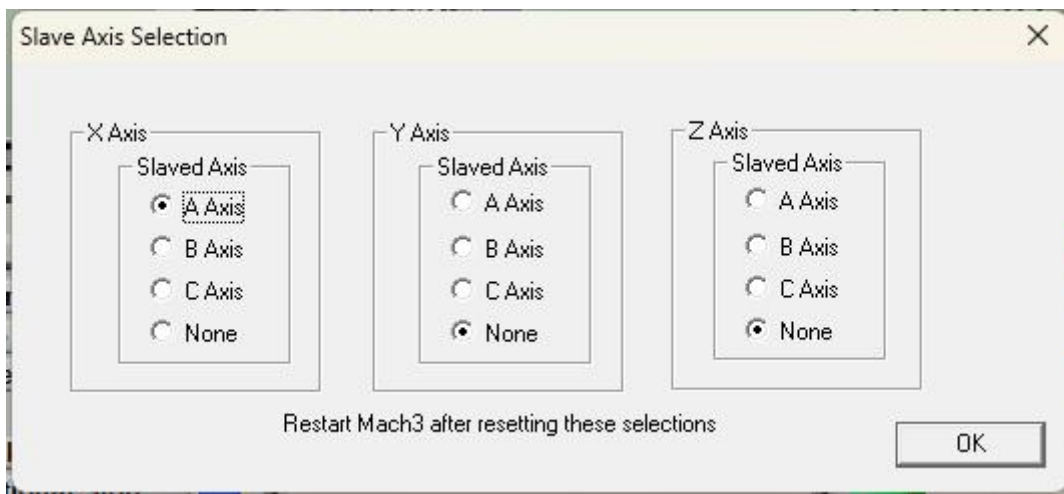 Slave Axis Selection
X Axis
Slaved Axis
A Axis
B Axis
C Axis
None
Y Axis
Slaved Axis
A Axis
B Axis
C Axis
None
Z Axis
Slaved Axis
A Axis
B Axis
C Axis
None
Restart Mach3 after resetting these selections
OK